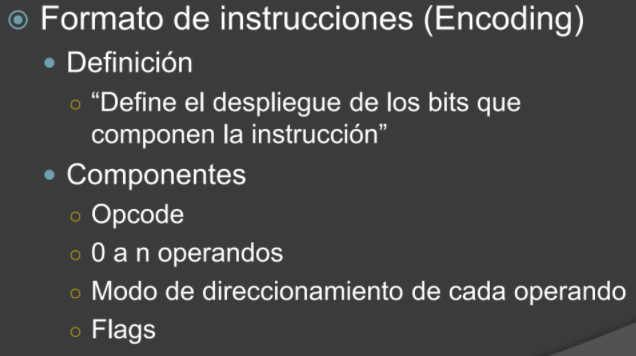 Formato de instrucciones (Encoding)
Definición
“Define el despliegue de los bits que
componen la instrucción”
Componentes
Opcode
0 a n operandos
Modo de direccionamiento de cada operando
Flags